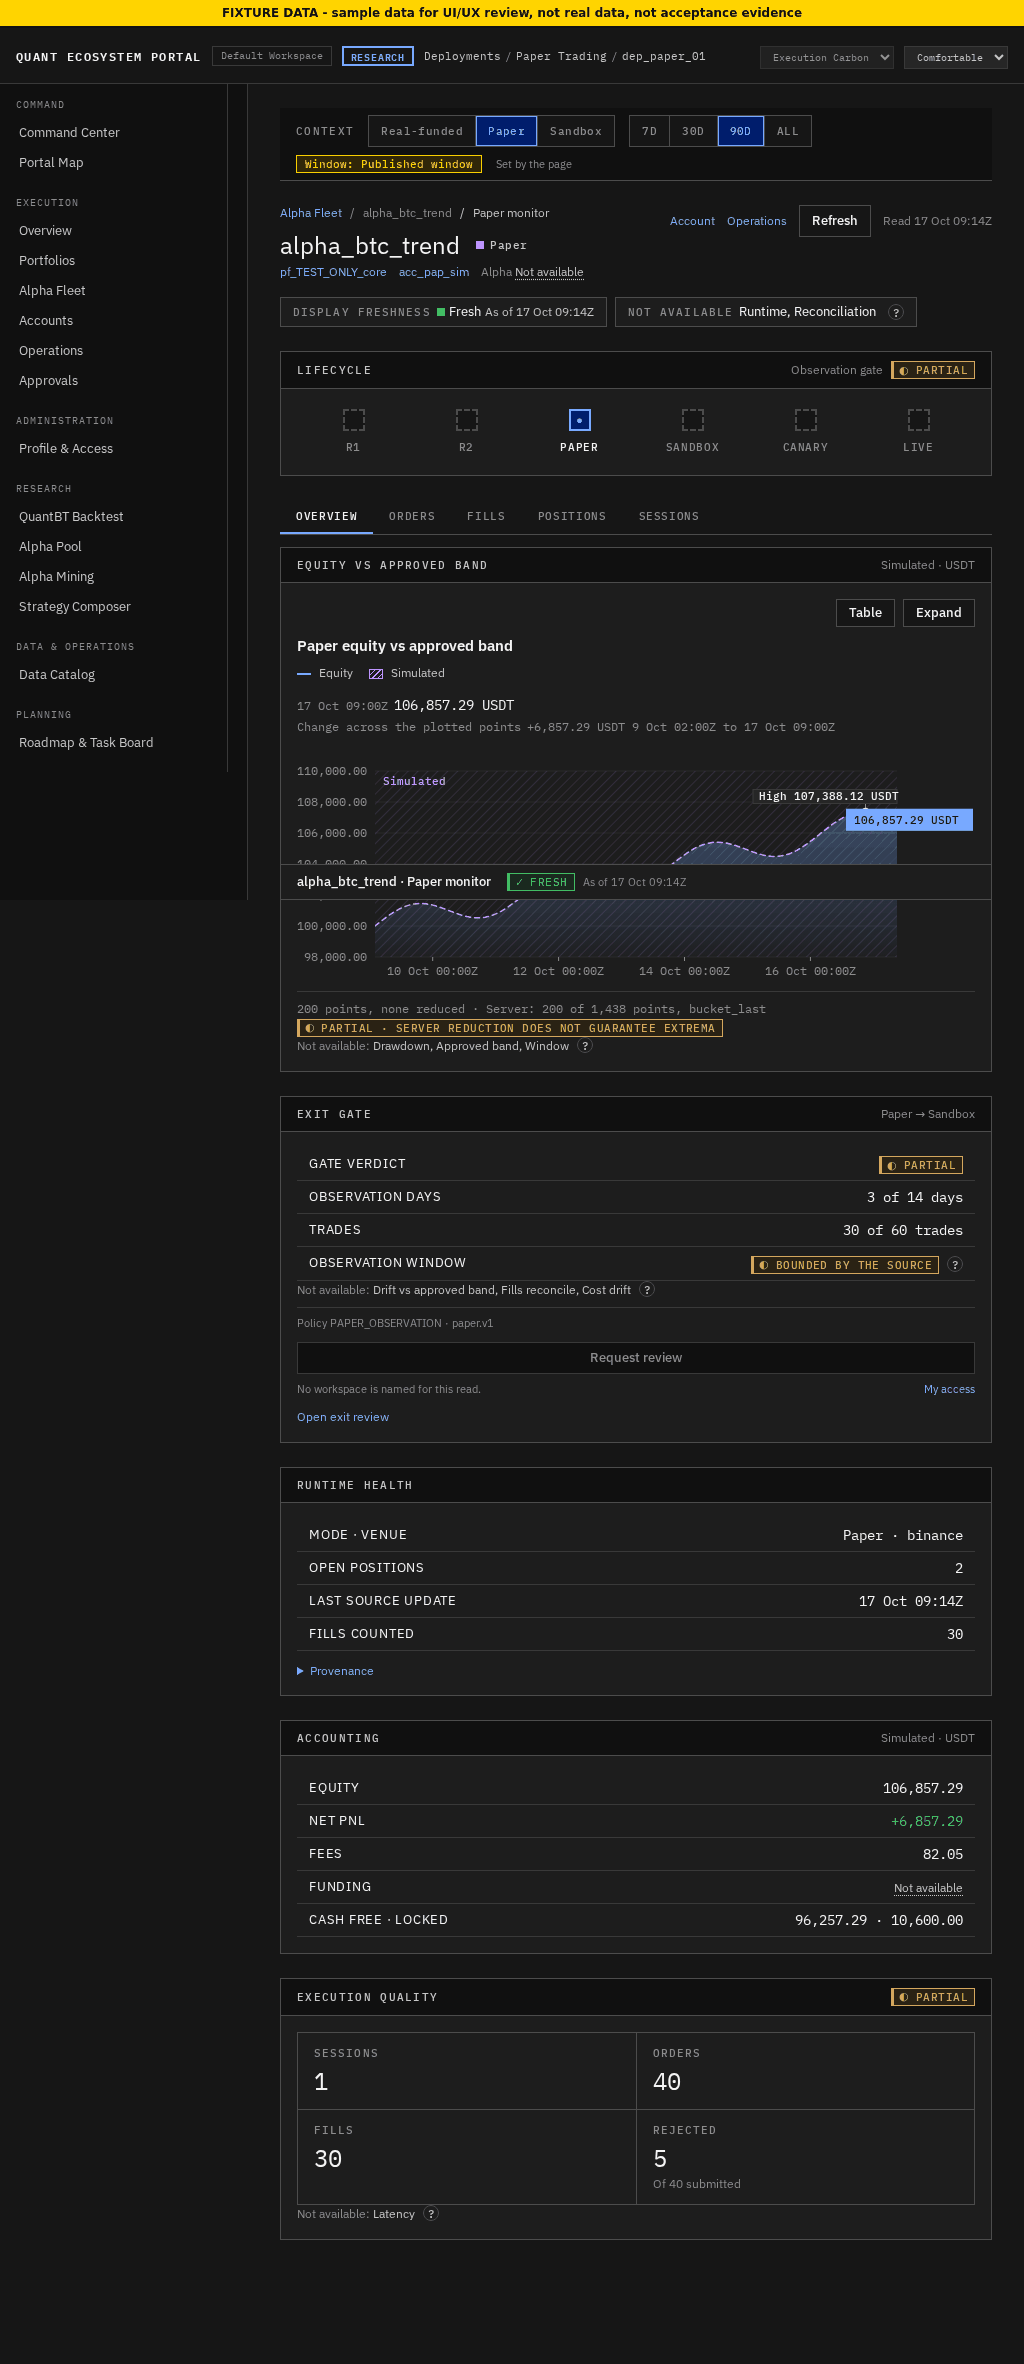 FIXTURE DATA - sample data for UI/UX review, not real data, not acceptance evidence
QUANT ECOSYSTEM PORTAL Default Workspace RESEARCH Deployments / Paper Trading / dep_paper_01 Execution Carbon Comfortable
COMMAND
Command Center
Portal Map
EXECUTION
Overview
Portfolios
Alpha Fleet
Accounts
Operations
Approvals
ADMINISTRATION
Profile & Access
RESEARCH
QuantBT Backtest
Alpha Pool
Alpha Mining
Strategy Composer
DATA & OPERATIONS
Data Catalog
PLANNING
Roadmap & Task Board
CONTEXT Real-funded Paper Sandbox 7D 30D 90D ALL
Window: Published window Set by the page
Alpha Fleet / alpha_btc_trend / Paper monitor
Account Operations Refresh Read 17 Oct 09:14Z
alpha_btc_trend Paper
pf_TEST_ONLY_core acc_pap_sim Alpha Not available
DISPLAY FRESHNESS Fresh As of 17 Oct 09:14Z NOT AVAILABLE Runtime, Reconciliation ?
LIFECYCLE Observation gate PARTIAL
R1 R2 PAPER SANDBOX CANARY LIVE
OVERVIEW ORDERS FILLS POSITIONS SESSIONS
EQUITY VS APPROVED BAND Simulated · USDT
Table Expand
Paper equity vs approved band
Equity Simulated
17 Oct 09:00Z 106,857.29 USDT
Change across the plotted points +6,857.29 USDT 9 Oct 02:00Z to 17 Oct 09:00Z
110,000.00
Simulated
High 107,388.12 USDT
108,000.00
106,857.29 USDT
106,000.00
104,000.00
alpha_btc_trend · Paper monitor ✓ FRESH As of 17 Oct 09:14Z
100,000.00
98,000.00
10 Oct 00:00Z 12 Oct 00:00Z 14 Oct 00:00Z 16 Oct 00:00Z
200 points, none reduced · Server: 200 of 1,438 points, bucket_last
PARTIAL · SERVER REDUCTION DOES NOT GUARANTEE EXTREMA
Not available: Drawdown, Approved band, Window ?
EXIT GATE Paper → Sandbox
GATE VERDICT PARTIAL
OBSERVATION DAYS 3 of 14 days
TRADES 30 of 60 trades
OBSERVATION WINDOW BOUNDED BY THE SOURCE ?
Not available: Drift vs approved band, Fills reconcile, Cost drift ?
Policy PAPER_OBSERVATION · paper.v1
Request review
No workspace is named for this read. My access
Open exit review
RUNTIME HEALTH
MODE · VENUE Paper · binance
OPEN POSITIONS 2
LAST SOURCE UPDATE 17 Oct 09:14Z
FILLS COUNTED 30
Provenance
ACCOUNTING Simulated · USDT
EQUITY 106,857.29
NET PNL +6,857.29
FEES 82.05
FUNDING Not available
CASH FREE · LOCKED 96,257.29 · 10,600.00
EXECUTION QUALITY PARTIAL
SESSIONS ORDERS
1 40
FILLS REJECTED
30 5
Of 40 submitted
Not available: Latency ?